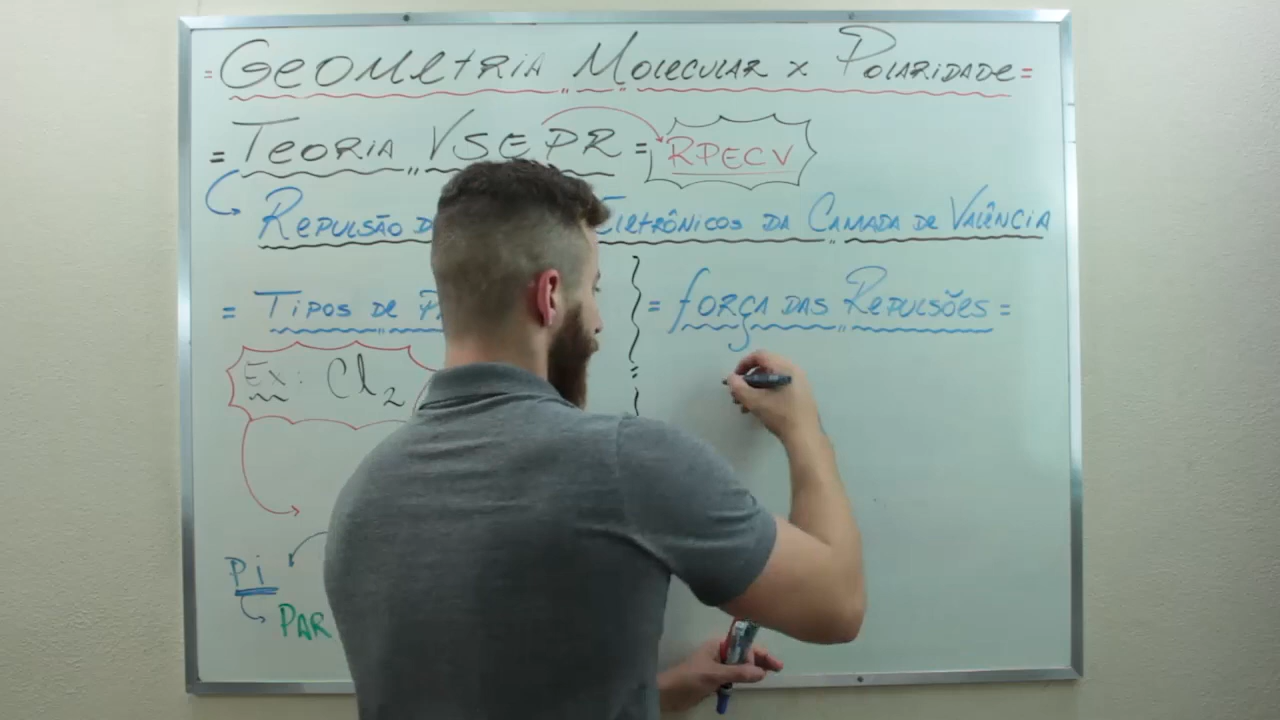 = Geometria Molecular x Polaridade =
= Teoria VSEPR = RPECV
Repulsão Eletrônicos da Camada de Valência
= Tipos de
Ex: Cl2
Pi
Par
= Força das Repulsões =